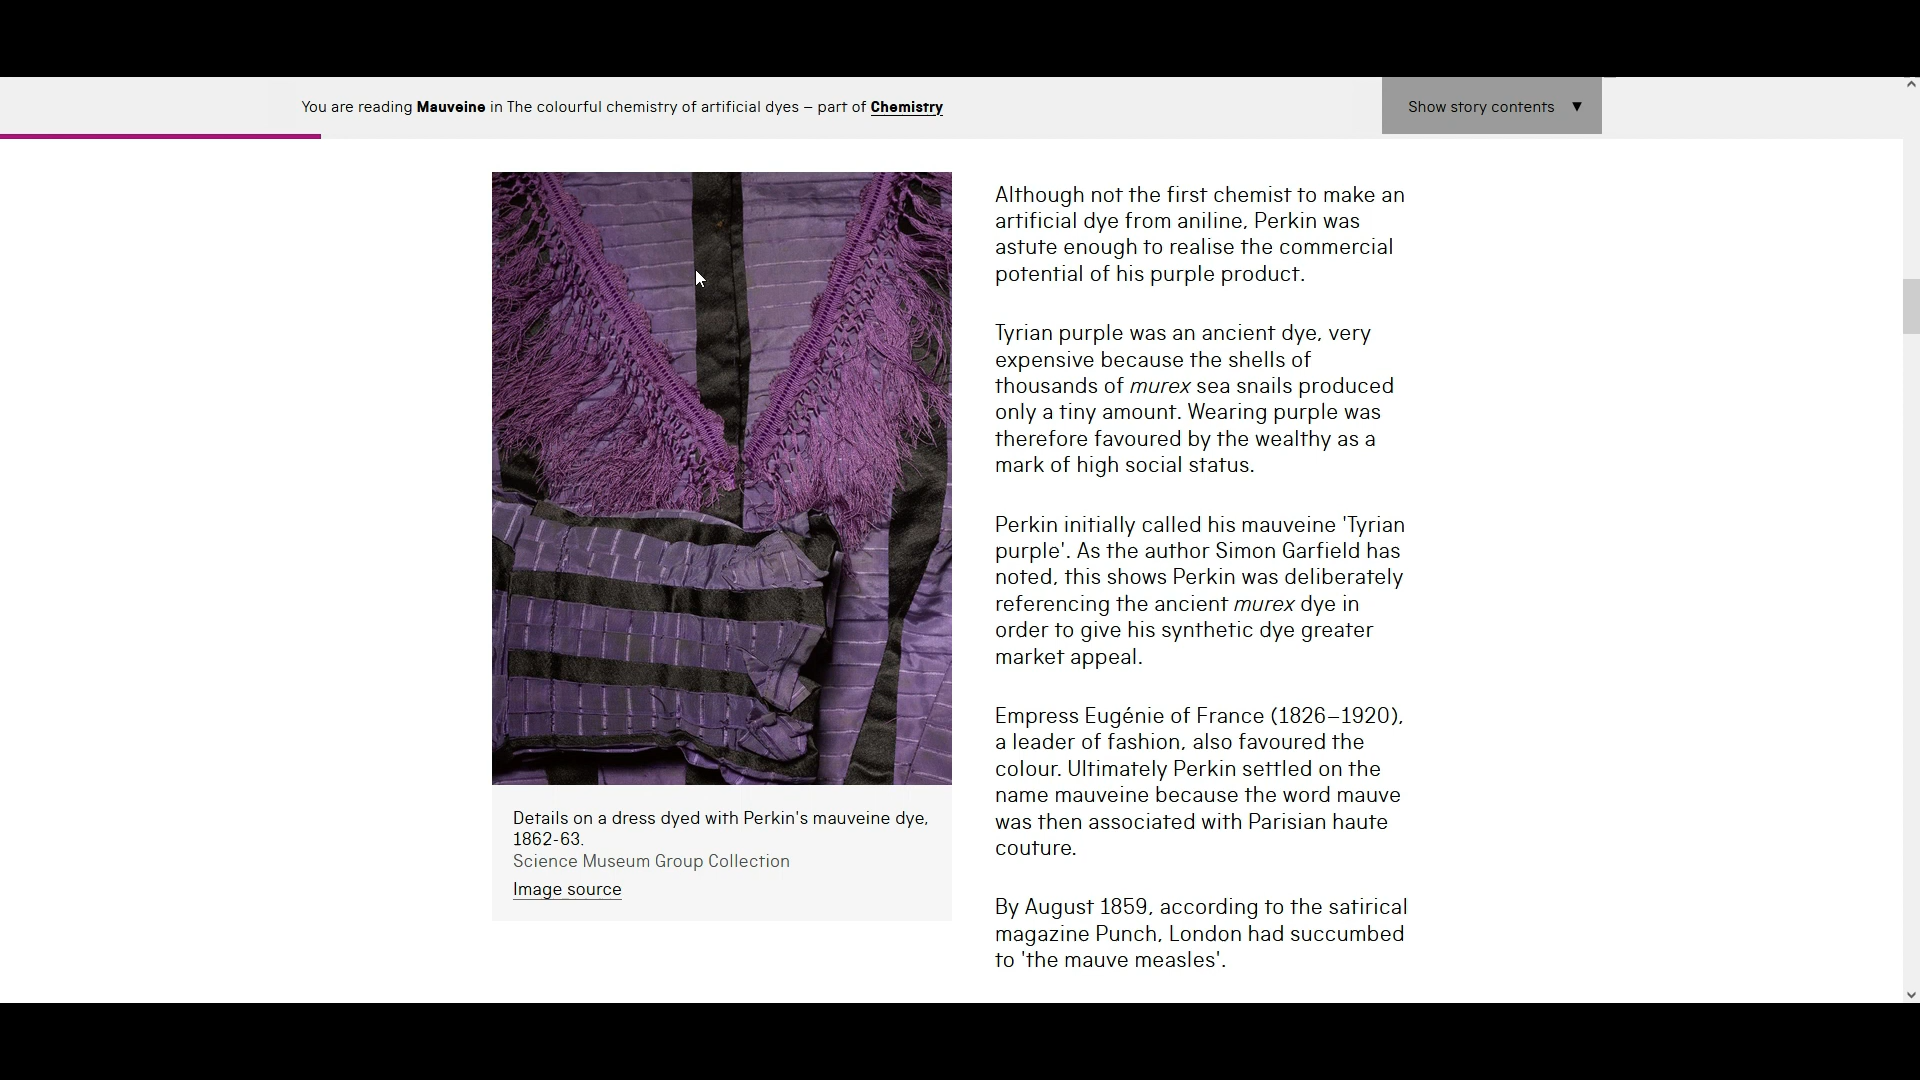 You are reading Mauveine in The colourful chemistry of artificial dyes – part of Chemistry
Show story contents ▼
Details on a dress dyed with Perkin's mauveine dye,
1862-63.
Science Museum Group Collection
Image source
Although not the first chemist to make an
artificial dye from aniline, Perkin was
astute enough to realise the commercial
potential of his purple product.
Tyrian purple was an ancient dye, very
expensive because the shells of
thousands of murex sea snails produced
only a tiny amount. Wearing purple was
therefore favoured by the wealthy as a
mark of high social status.
Perkin initially called his mauveine 'Tyrian
purple'. As the author Simon Garfield has
noted, this shows Perkin was deliberately
referencing the ancient murex dye in
order to give his synthetic dye greater
market appeal.
Empress Eugénie of France (1826–1920),
a leader of fashion, also favoured the
colour. Ultimately Perkin settled on the
name mauveine because the word mauve
was then associated with Parisian haute
couture.
By August 1859, according to the satirical
magazine Punch, London had succumbed
to 'the mauve measles'.